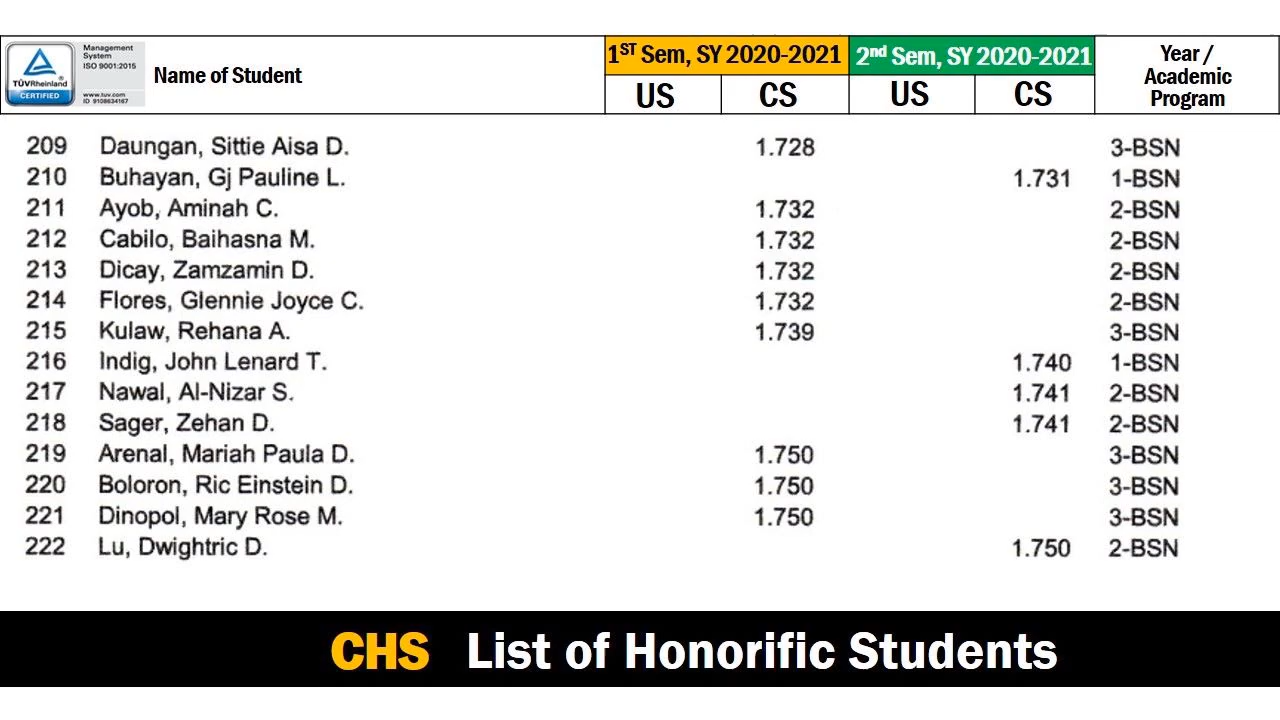 Management
System
ISO 9001:2015
TÜVRheinland®
CERTIFIED
www.tuv.com
ID 9108634167
Name of Student
1ST Sem, SY 2020-2021
2nd Sem, SY 2020-2021
US CS US CS
Year /
Academic
Program
209 Daungan, Sittie Aisa D. 1.728 3-BSN
210 Buhayan, Gj Pauline L. 1.731 1-BSN
211 Ayob, Aminah C. 1.732 2-BSN
212 Cabilo, Baihasna M. 1.732 2-BSN
213 Dicay, Zamzamin D. 1.732 2-BSN
214 Flores, Glennie Joyce C. 1.732 2-BSN
215 Kulaw, Rehana A. 1.739 3-BSN
216 Indig, John Lenard T. 1.740 1-BSN
217 Nawal, Al-Nizar S. 1.741 2-BSN
218 Sager, Zehan D. 1.741 2-BSN
219 Arenal, Mariah Paula D. 1.750 3-BSN
220 Boloron, Ric Einstein D. 1.750 3-BSN
221 Dinopol, Mary Rose M. 1.750 3-BSN
222 Lu, Dwightric D. 1.750 2-BSN
CHS List of Honorific Students